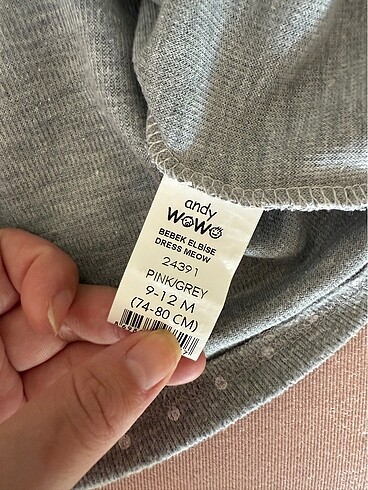 andy
WOWO
BEBEK ELBİSE
DRESS MEOW
24391
PINK/GREY
9-12 M
(74-80 CM)